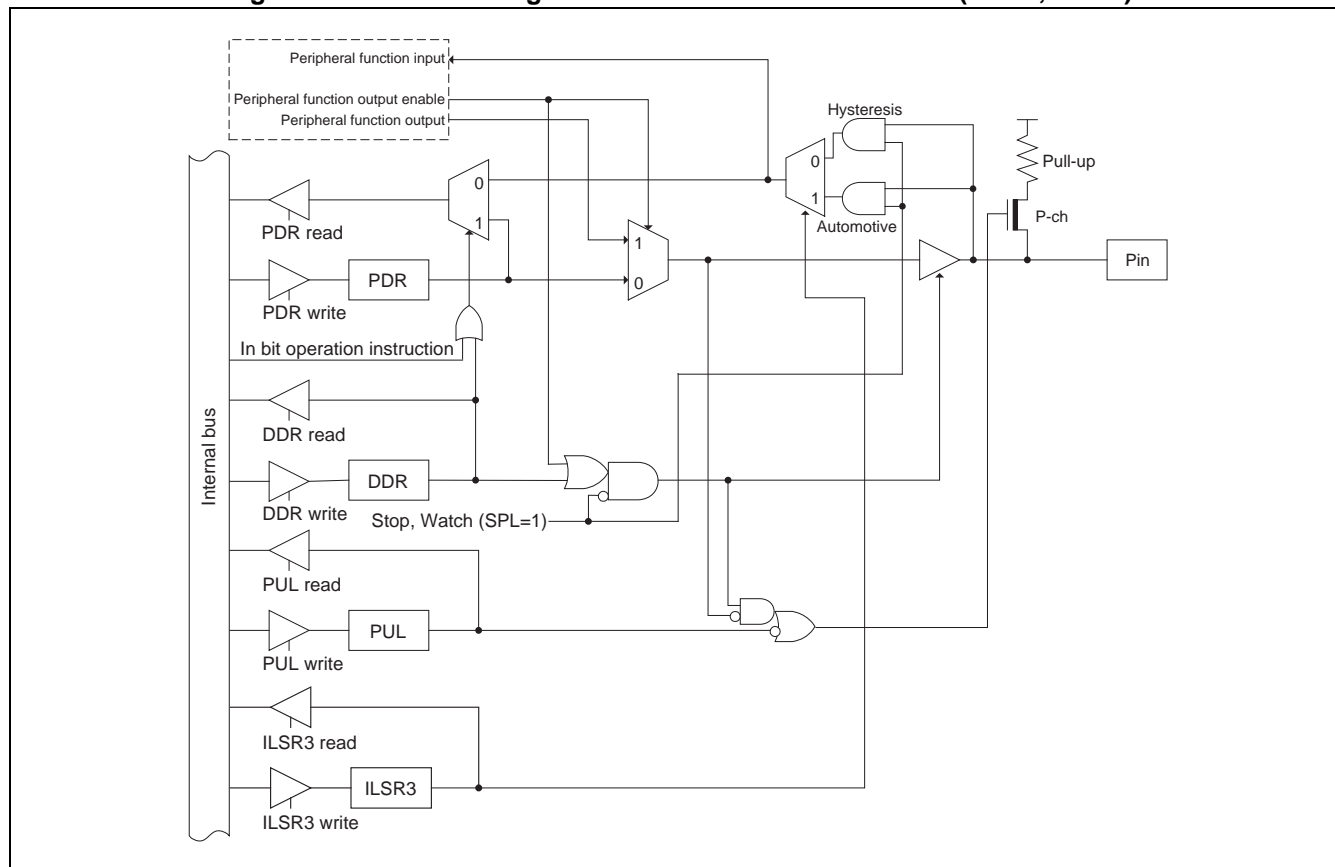 Peripheral function input
Peripheral function output enable
Peripheral function output
Hysteresis
0
1
Automotive
Pull-up
P-ch
Pin
0
1
PDR read
1
0
PDR
PDR write
In bit operation instruction
Internal bus
DDR read
DDR
DDR write
Stop, Watch (SPL=1)
PUL read
PUL
PUL write
ILSR3 read
ILSR3
ILSR3 write